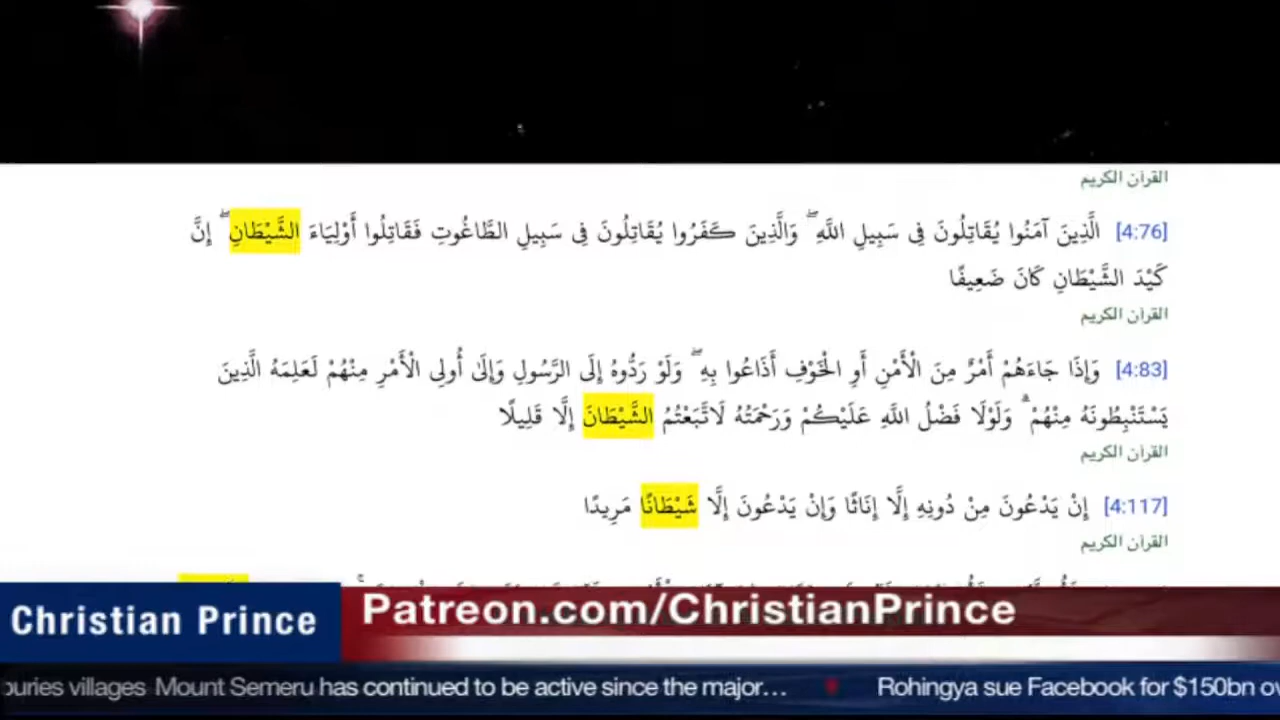 القرآن الكريم
[4:76] الَّذِينَ آمَنُوا يُقَاتِلُونَ فِي سَبِيلِ اللَّهِ ۖ وَالَّذِينَ كَفَرُوا يُقَاتِلُونَ فِي سَبِيلِ الطَّاغُوتِ فَقَاتِلُوا أَوْلِيَاءَ الشَّيْطَانِ ۖ إِنَّ
كَيْدَ الشَّيْطَانِ كَانَ ضَعِيفًا
القرآن الكريم
[4:83] وَإِذَا جَاءَهُمْ أَمْرٌ مِنَ الْأَمْنِ أَوِ الْخَوْفِ أَذَاعُوا بِهِ ۖ وَلَوْ رَدُّوهُ إِلَى الرَّسُولِ وَإِلَىٰ أُولِي الْأَمْرِ مِنْهُمْ لَعَلِمَهُ الَّذِينَ
يَسْتَنْبِطُونَهُ مِنْهُمْ ۗ وَلَوْلَا فَضْلُ اللَّهِ عَلَيْكُمْ وَرَحْمَتُهُ لَاتَّبَعْتُمُ الشَّيْطَانَ إِلَّا قَلِيلًا
القرآن الكريم
[4:117] إِنْ يَدْعُونَ مِنْ دُونِهِ إِلَّا إِنَاثًا وَإِنْ يَدْعُونَ إِلَّا شَيْطَانًا مَرِيدًا
القرآن الكريم
Patreon.com/ChristianPrince
Christian Prince
villages Mount Semeru has continued to be active since the major... Rohingya sue Facebook for $150bn